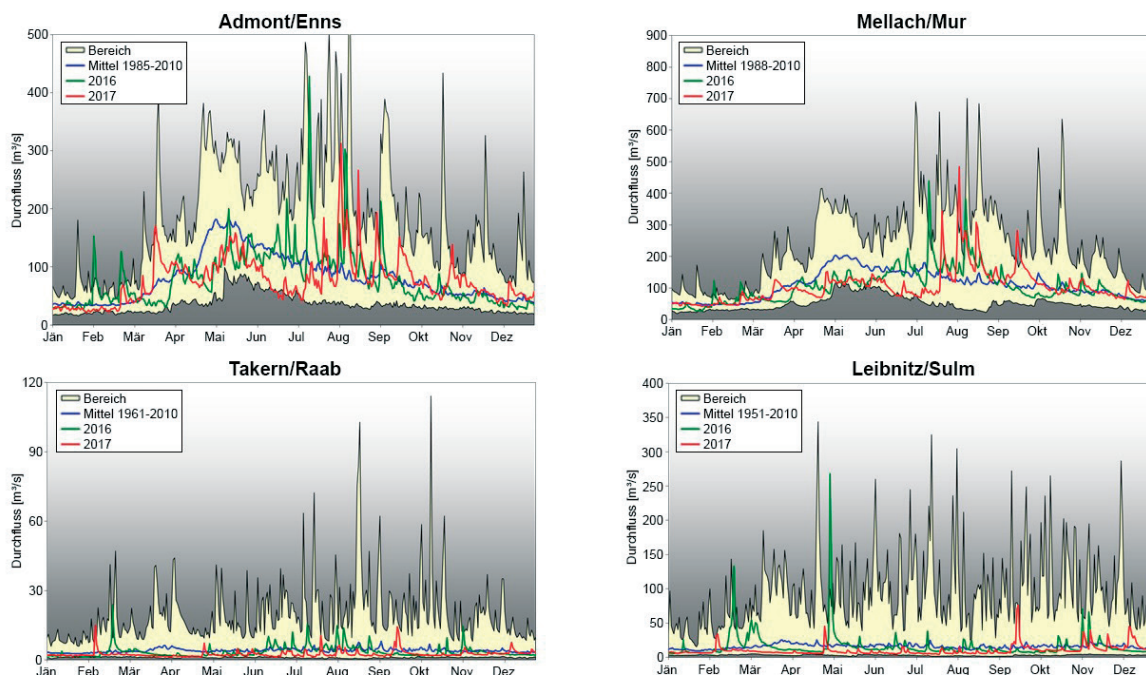 Admont/Enns
500
400
300
200
100
0
Durchfluss [m³/s]
Bereich
Mittel 1985-2010
2016
2017
Jän Feb Mär Apr Mai Jun Jul Aug Sep Okt Nov Dez
Mellach/Mur
900
800
700
600
500
400
300
200
100
0
Durchfluss [m³/s]
Bereich
Mittel 1988-2010
2016
2017
Jän Feb Mär Apr Mai Jun Jul Aug Sep Okt Nov Dez
Takern/Raab
120
90
60
30
0
Durchfluss [m³/s]
Bereich
Mittel 1961-2010
2016
2017
Jän Feb Mär Apr Mai Jun Jul Aug Sep Okt Nov Dez
Leibnitz/Sulm
400
350
300
250
200
150
100
50
0
Durchfluss [m³/s]
Bereich
Mittel 1951-2010
2016
2017
Jän Feb Mär Apr Mai Jun Jul Aug Sep Okt Nov Dez